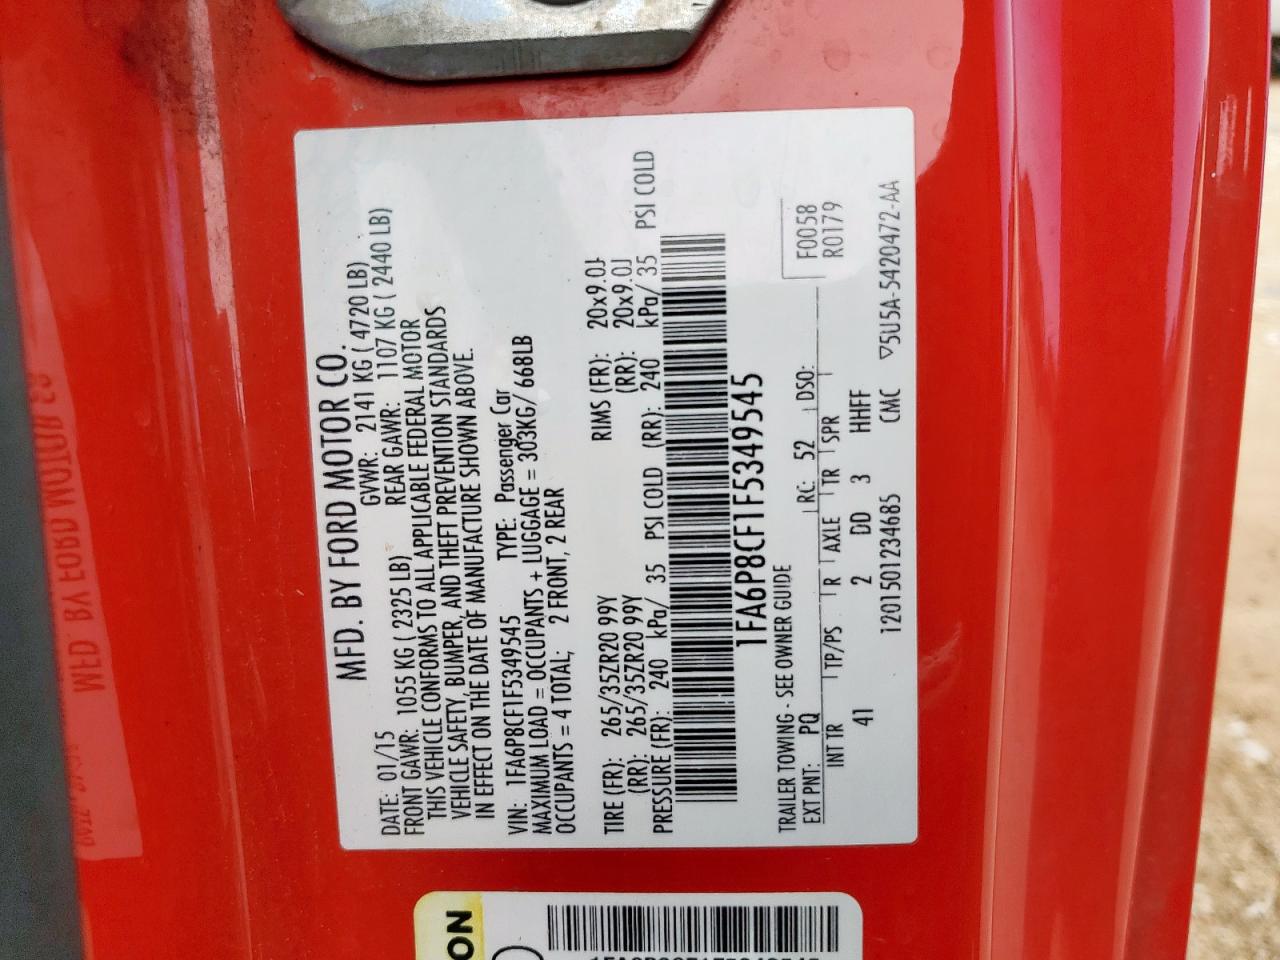 MFD. BY FORD MOTOR CO.
DATE: 01/15 GVWR: 2141 KG ( 4720 LB)
FRONT GAWR: 1055 KG ( 2325 LB) REAR GAWR: 1107 KG ( 2440 LB)
THIS VEHICLE CONFORMS TO ALL APPLICABLE FEDERAL MOTOR
VEHICLE SAFETY, BUMPER, AND THEFT PREVENTION STANDARDS
IN EFFECT ON THE DATE OF MANUFACTURE SHOWN ABOVE.
VIN: 1FA6P8CF1F5349545 TYPE: Passenger Car
MAXIMUM LOAD = OCCUPANTS + LUGGAGE = 303KG/ 668LB
OCCUPANTS = 4 TOTAL; 2 FRONT, 2 REAR
TIRE (FR): 265/35ZR20 99Y RIMS (FR): 20x9.0J
(RR): 265/35ZR20 99Y (RR): 20x9.0J
PRESSURE (FR): 240 kPa/ 35 PSI COLD (RR): 240 kPa/ 35 PSI COLD
1FA6P8CF1F5349545
TRAILER TOWING - SEE OWNER GUIDE
F0058
R0179
EXT PNT: PQ RC: 52 DSO:
INT TR TP/PS R AXLE TR SPR
41 2 DD 3 HHFF
1201501234685 CMC ▽5U5A-5420472-AA
ON